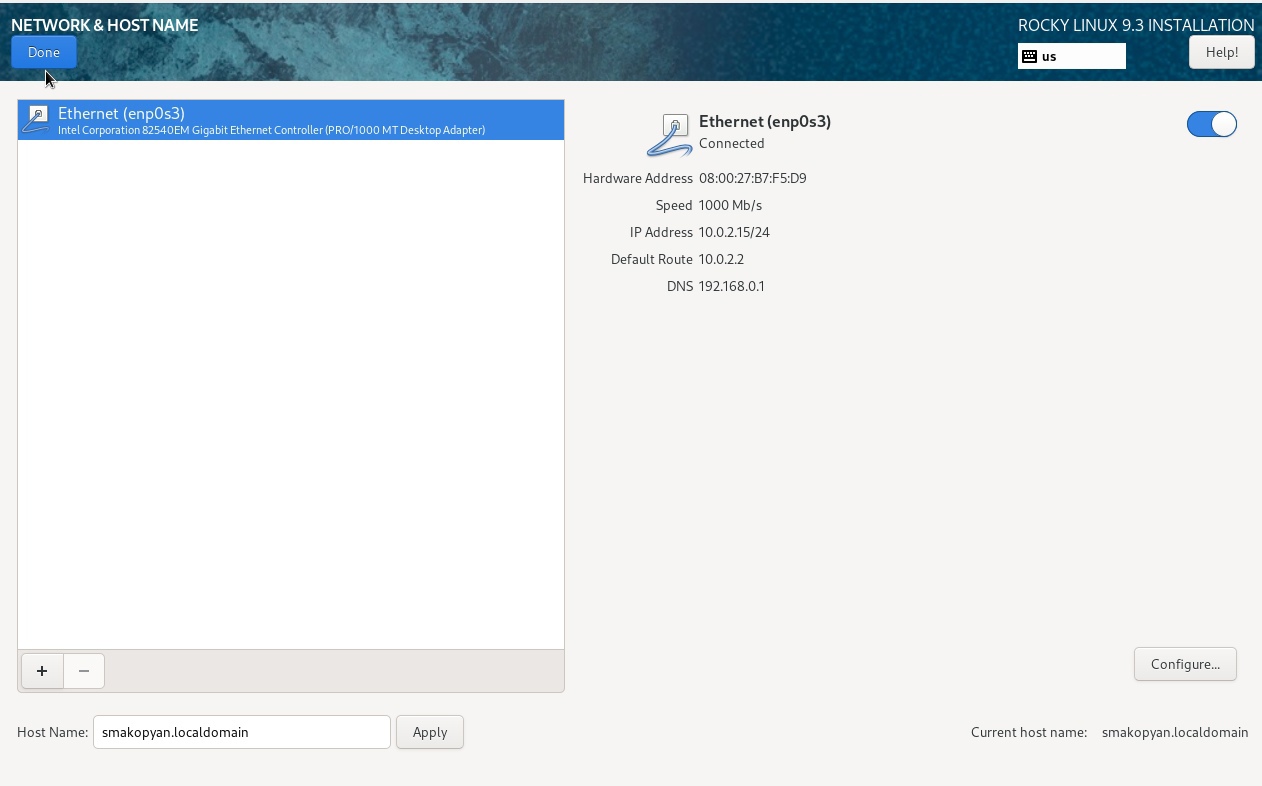 NETWORK & HOST NAME
ROCKY LINUX 9.3 INSTALLATION
Done
us
Help!
Ethernet (enp0s3)
Intel Corporation 82540EM Gigabit Ethernet Controller (PRO/1000 MT Desktop Adapter)
Ethernet (enp0s3)
Connected
Hardware Address 08:00:27:B7:F5:D9
Speed 1000 Mb/s
IP Address 10.0.2.15/24
Default Route 10.0.2.2
DNS 192.168.0.1
+ −
Configure...
Host Name: smakopyan.localdomain Apply
Current host name: smakopyan.localdomain